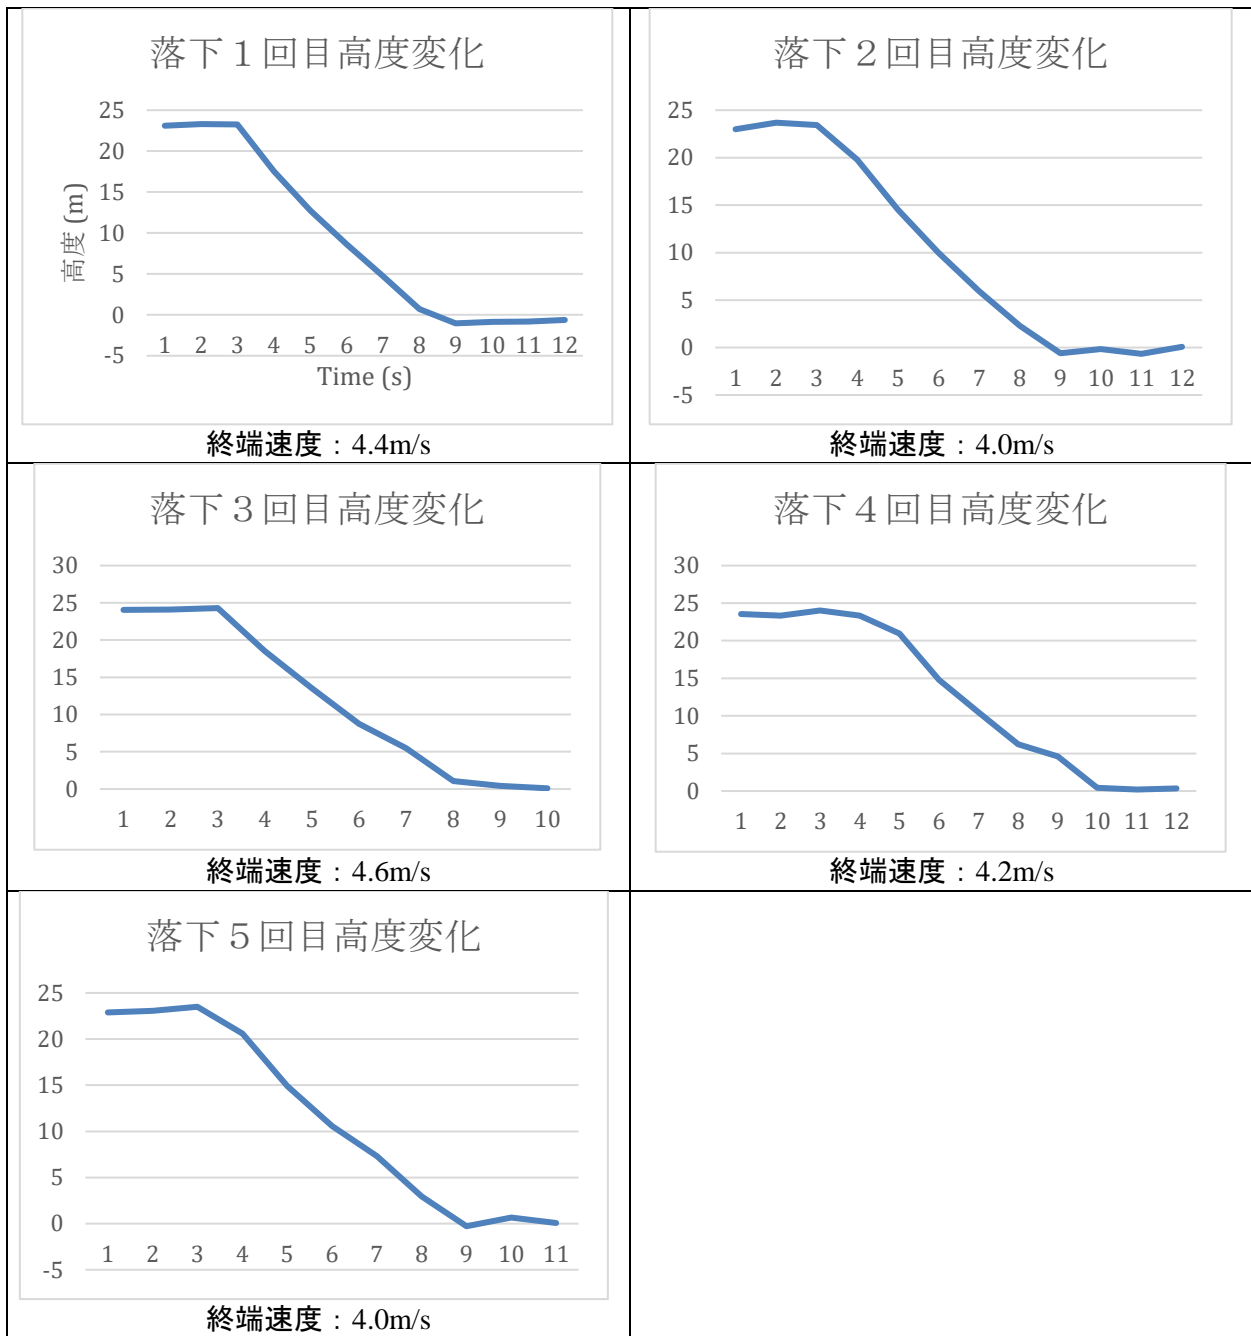 落下１回目高度変化
25
20
15
10
5
0
-5
高度 (m)
1 2 3 4 5 6 7 8 9 10 11 12
Time (s)
終端速度：4.4m/s
落下２回目高度変化
25
20
15
10
5
0
-5
1 2 3 4 5 6 7 8 9 10 11 12
終端速度：4.0m/s
落下３回目高度変化
30
25
20
15
10
5
0
1 2 3 4 5 6 7 8 9 10
終端速度：4.6m/s
落下４回目高度変化
30
25
20
15
10
5
0
1 2 3 4 5 6 7 8 9 10 11 12
終端速度：4.2m/s
落下５回目高度変化
25
20
15
10
5
0
-5
1 2 3 4 5 6 7 8 9 10 11
終端速度：4.0m/s